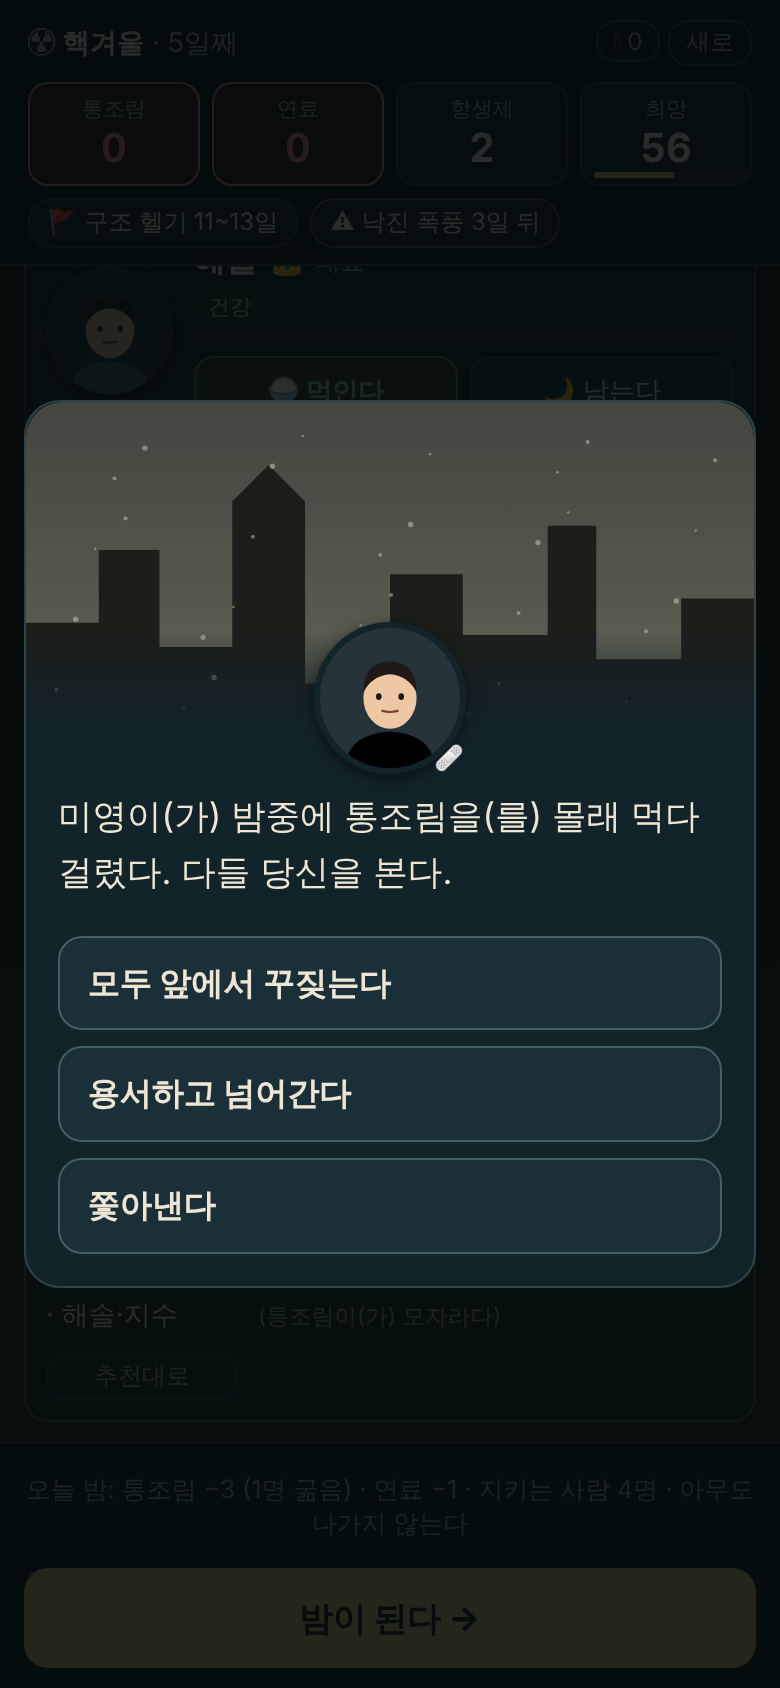 핵겨울 · 5일째
0
새로
통조림
연료
항생제
희망
0
0
2
56
구조 헬기 11~13일
낙진 폭풍 3일 뒤
건강
먹인다
남는다
미영이(가) 밤중에 통조림을(를) 몰래 먹다
걸렸다. 다들 당신을 본다.
모두 앞에서 꾸짖는다
용서하고 넘어간다
쫓아낸다
· 해솔·지수
(통조림이(가) 모자라다)
추천대로
오늘 밤: 통조림 −3 (1명 굶음) · 연료 −1 · 지키는 사람 4명 · 아무도
나가지 않는다
밤이 된다 →